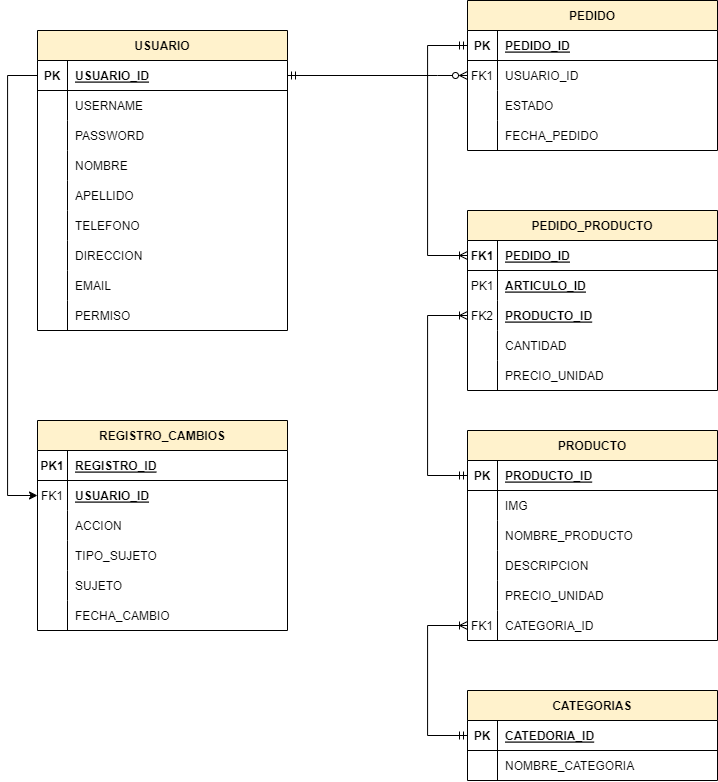 USUARIO
PK USUARIO_ID
USERNAME
PASSWORD
NOMBRE
APELLIDO
TELEFONO
DIRECCION
EMAIL
PERMISO
REGISTRO_CAMBIOS
PK1 REGISTRO_ID
FK1 USUARIO_ID
ACCION
TIPO_SUJETO
SUJETO
FECHA_CAMBIO
PEDIDO
PK PEDIDO_ID
FK1 USUARIO_ID
ESTADO
FECHA_PEDIDO
PEDIDO_PRODUCTO
FK1 PEDIDO_ID
PK1 ARTICULO_ID
FK2 PRODUCTO_ID
CANTIDAD
PRECIO_UNIDAD
PRODUCTO
PK PRODUCTO_ID
IMG
NOMBRE_PRODUCTO
DESCRIPCION
PRECIO_UNIDAD
FK1 CATEGORIA_ID
CATEGORIAS
PK CATEDORIA_ID
NOMBRE_CATEGORIA